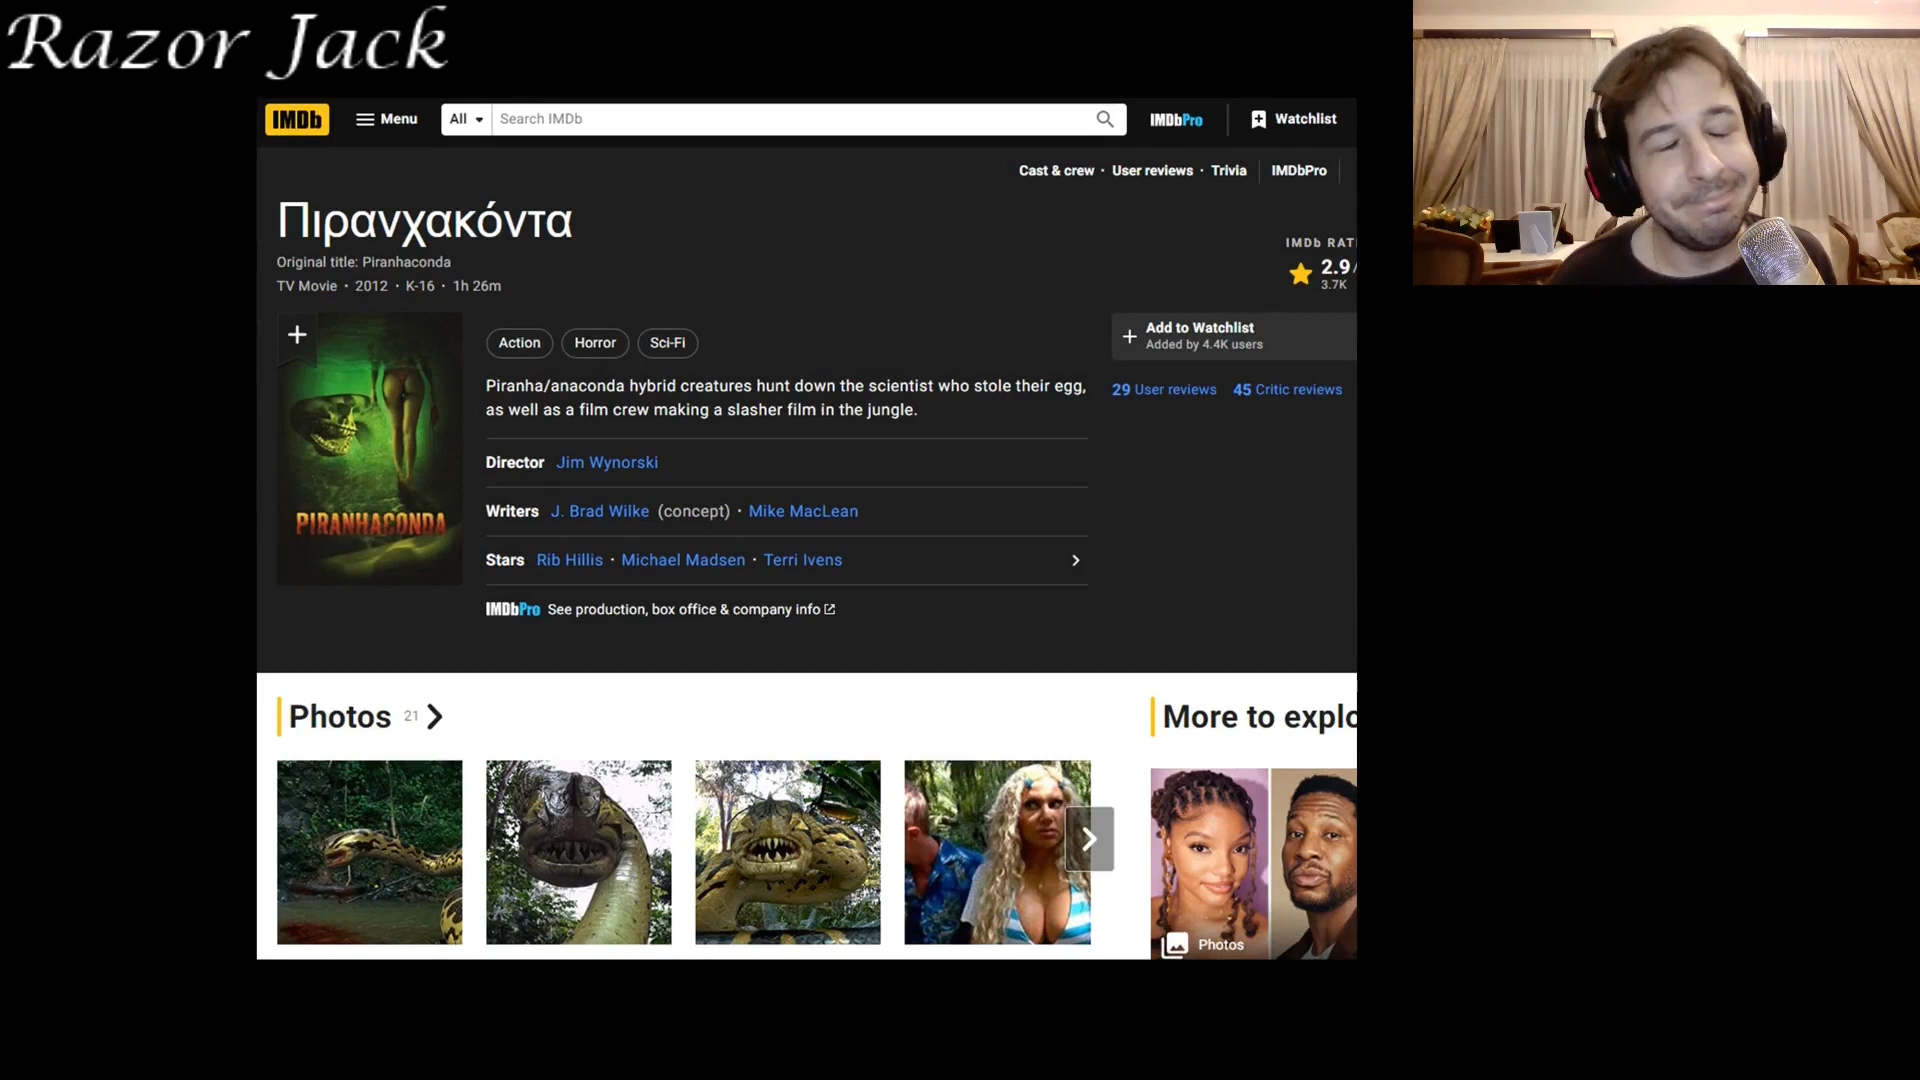 Razor Jack
IMDb Menu All Search IMDb IMDbPro Watchlist
Cast & crew · User reviews · Trivia IMDbPro
Πιρανχακόντα
Original title: Piranhaconda
TV Movie · 2012 · K-16 · 1h 26m
IMDb RATI
2.9/
3.7K
Action Horror Sci-Fi
Add to Watchlist
Added by 4.4K users
Piranha/anaconda hybrid creatures hunt down the scientist who stole their egg,
as well as a film crew making a slasher film in the jungle.
29 User reviews 45 Critic reviews
Director Jim Wynorski
Writers J. Brad Wilke (concept) · Mike MacLean
Stars Rib Hillis · Michael Madsen · Terri Ivens
PIRANHACONDA
IMDbPro See production, box office & company info
Photos 21
More to explo
Photos